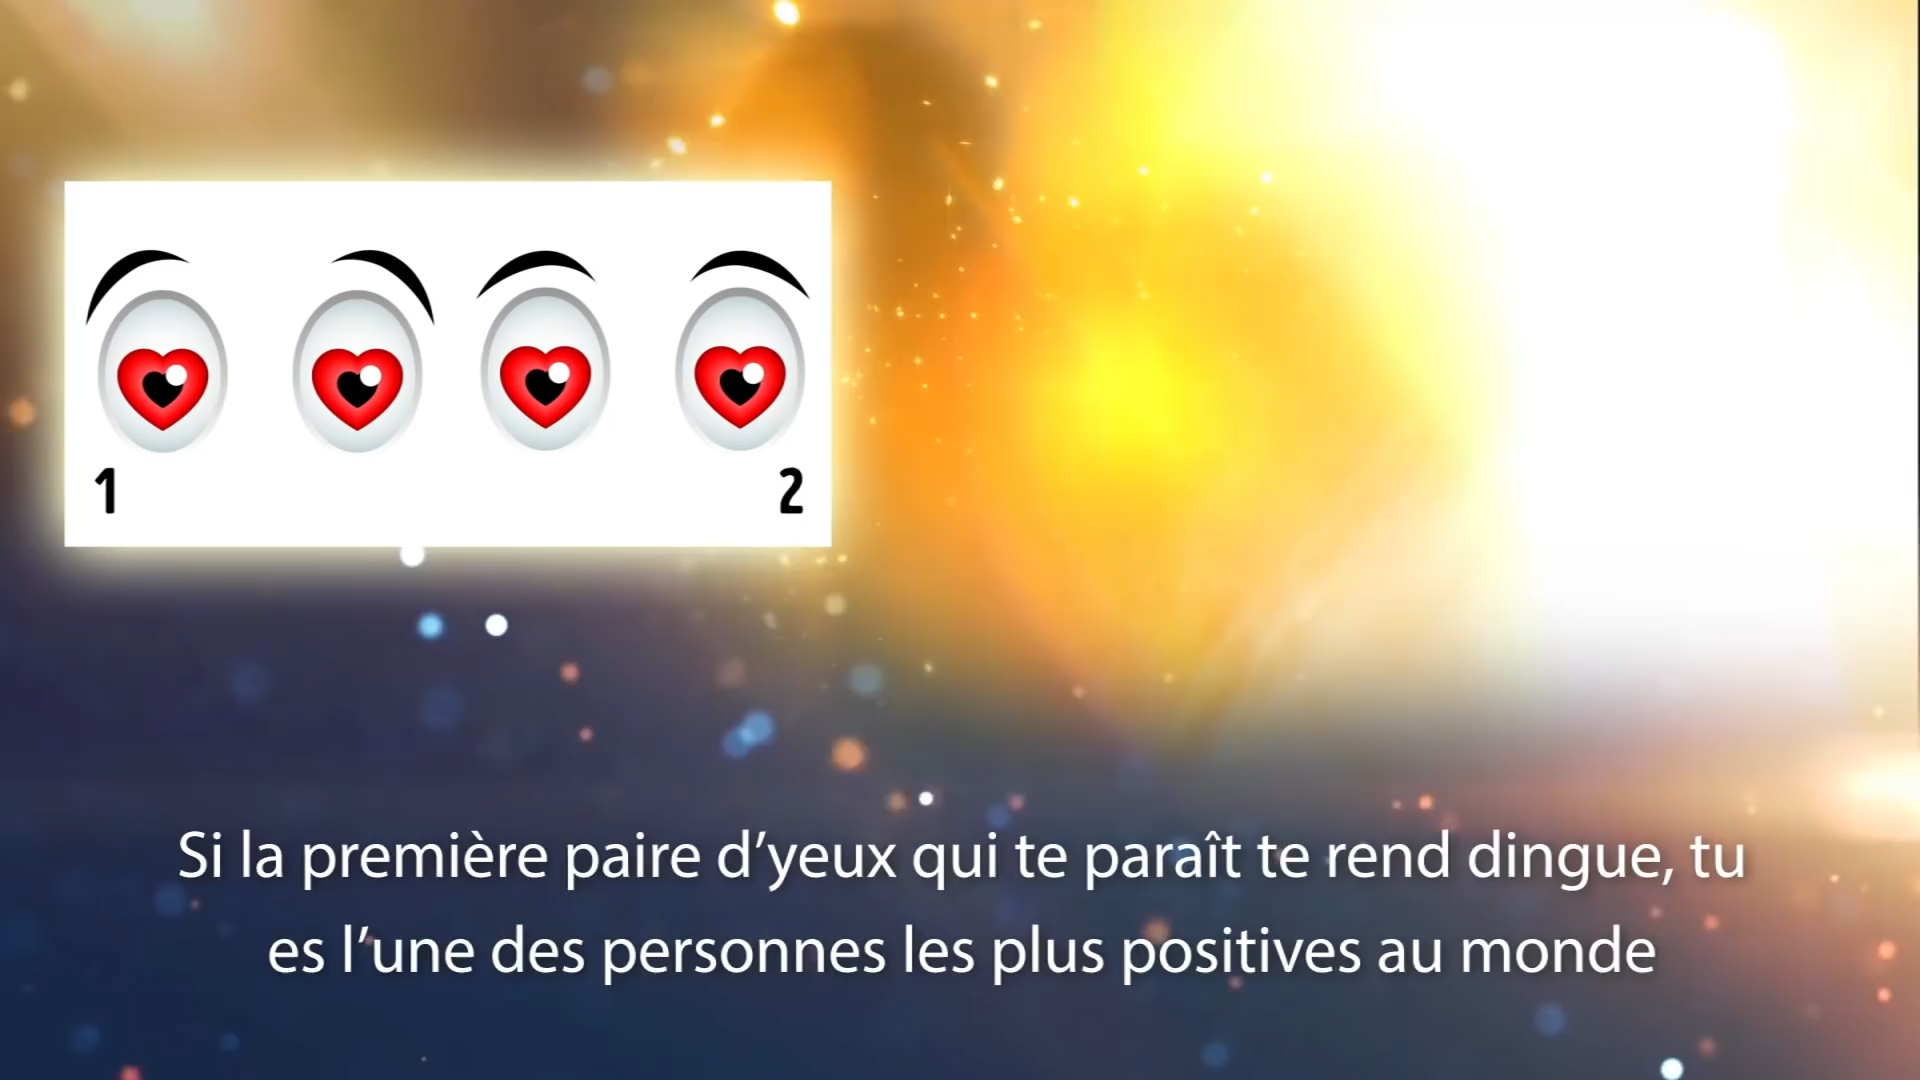 1
2
Si la première paire d’yeux qui te paraît te rend dingue, tu
es l’une des personnes les plus positives au monde